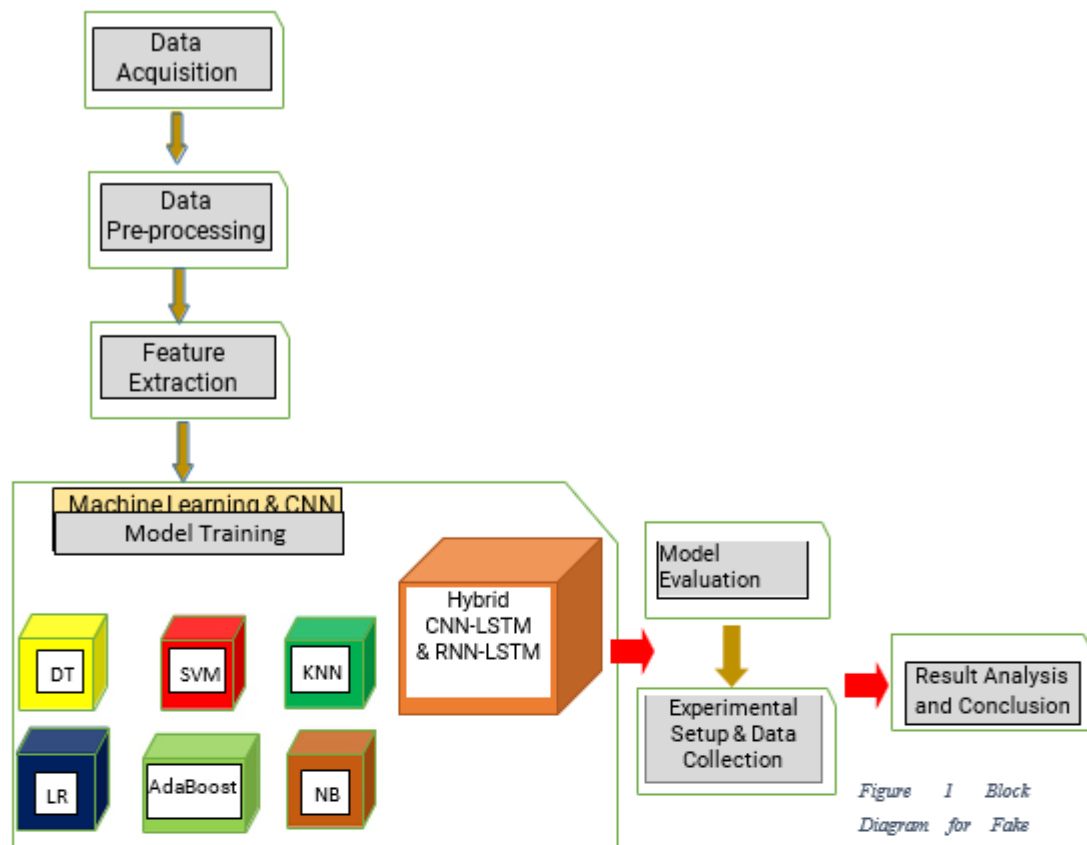 Data
Acquisition
Data
Pre-processing
Feature
Extraction
Machine Learning & CNN
Model Training
Hybrid
CNN-LSTM
& RNN-LSTM
DT
SVM
KNN
LR
AdaBoost
NB
Model
Evaluation
Experimental
Setup & Data
Collection
Result Analysis
and Conclusion
Figure 1 Block
Diagram for Fake